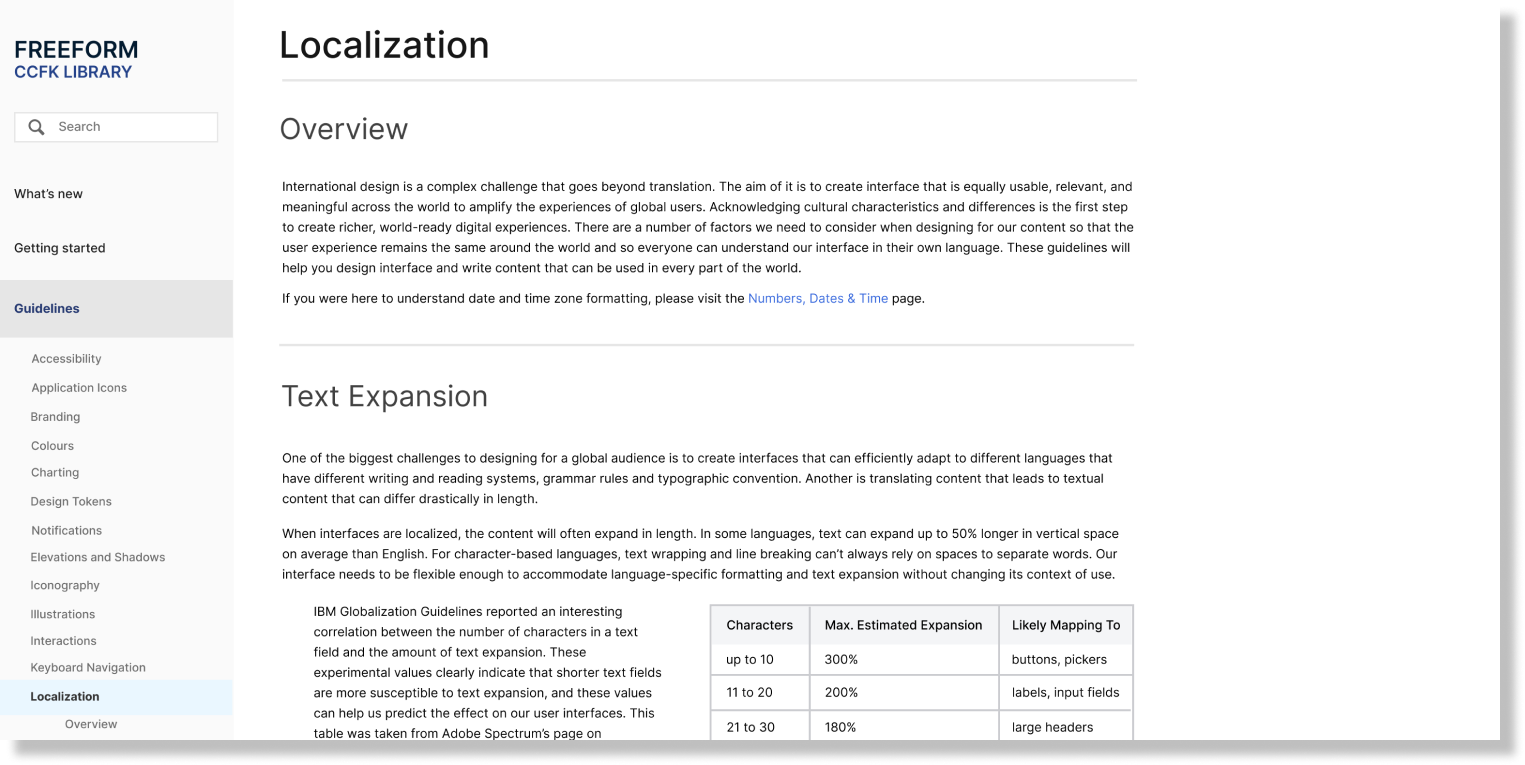 FREEFORM
CCFK LIBRARY
Search
What's new
Getting started
Guidelines
Accessibility
Application Icons
Branding
Colours
Charting
Design Tokens
Notifications
Elevations and Shadows
Iconography
Illustrations
Interactions
Keyboard Navigation
Localization
Overview
Localization
Overview
International design is a complex challenge that goes beyond translation. The aim of it is to create interface that is equally usable, relevant, and
meaningful across the world to amplify the experiences of global users. Acknowledging cultural characteristics and differences is the first step
to create richer, world-ready digital experiences. There are a number of factors we need to consider when designing for our content so that the
user experience remains the same around the world and so everyone can understand our interface in their own language. These guidelines will
help you design interface and write content that can be used in every part of the world.
If you were here to understand date and time zone formatting, please visit the Numbers, Dates & Time page.
Text Expansion
One of the biggest challenges to designing for a global audience is to create interfaces that can efficiently adapt to different languages that
have different writing and reading systems, grammar rules and typographic convention. Another is translating content that leads to textual
content that can differ drastically in length.
When interfaces are localized, the content will often expand in length. In some languages, text can expand up to 50% longer in vertical space
on average than English. For character-based languages, text wrapping and line breaking can't always rely on spaces to separate words. Our
interface needs to be flexible enough to accommodate language-specific formatting and text expansion without changing its context of use.
IBM Globalization Guidelines reported an interesting
correlation between the number of characters in a text
field and the amount of text expansion. These
experimental values clearly indicate that shorter text fields
are more susceptible to text expansion, and these values
can help us predict the effect on our user interfaces. This
table was taken from Adobe Spectrum's page on
Characters Max. Estimated Expansion Likely Mapping To
up to 10 300% buttons, pickers
11 to 20 200% labels, input fields
21 to 30 180% large headers